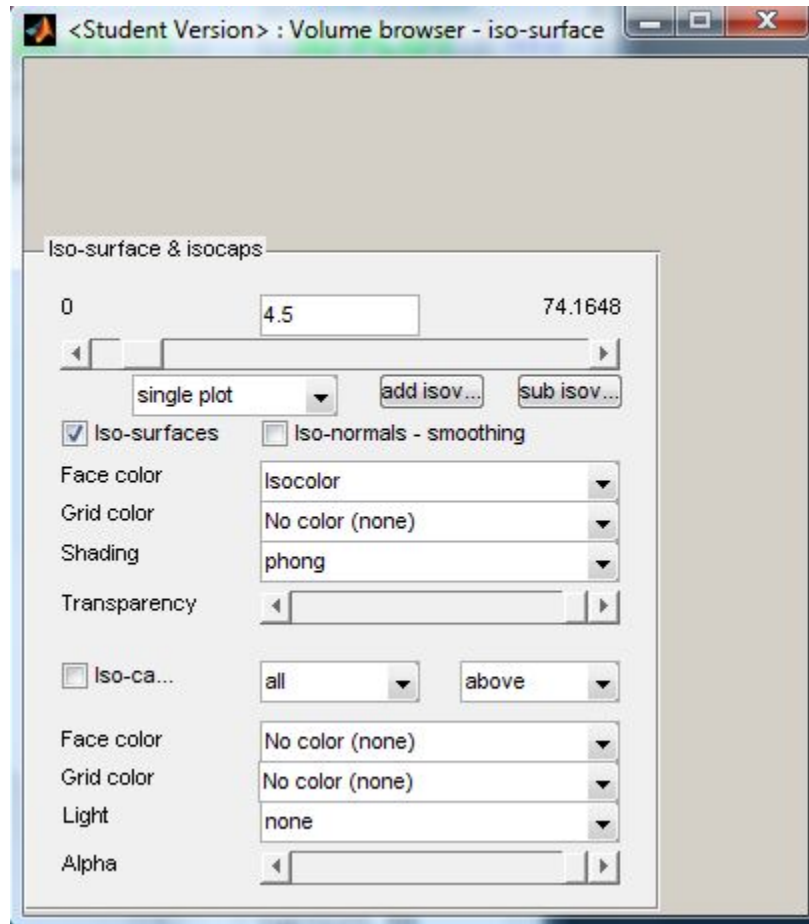 <Student Version> : Volume browser - iso-surface
Iso-surface & isocaps
0 4.5 74.1648
single plot add isov... sub isov...
Iso-surfaces Iso-normals - smoothing
Face color Isocolor
Grid color No color (none)
Shading phong
Transparency
Iso-ca... all above
Face color No color (none)
Grid color No color (none)
Light none
Alpha